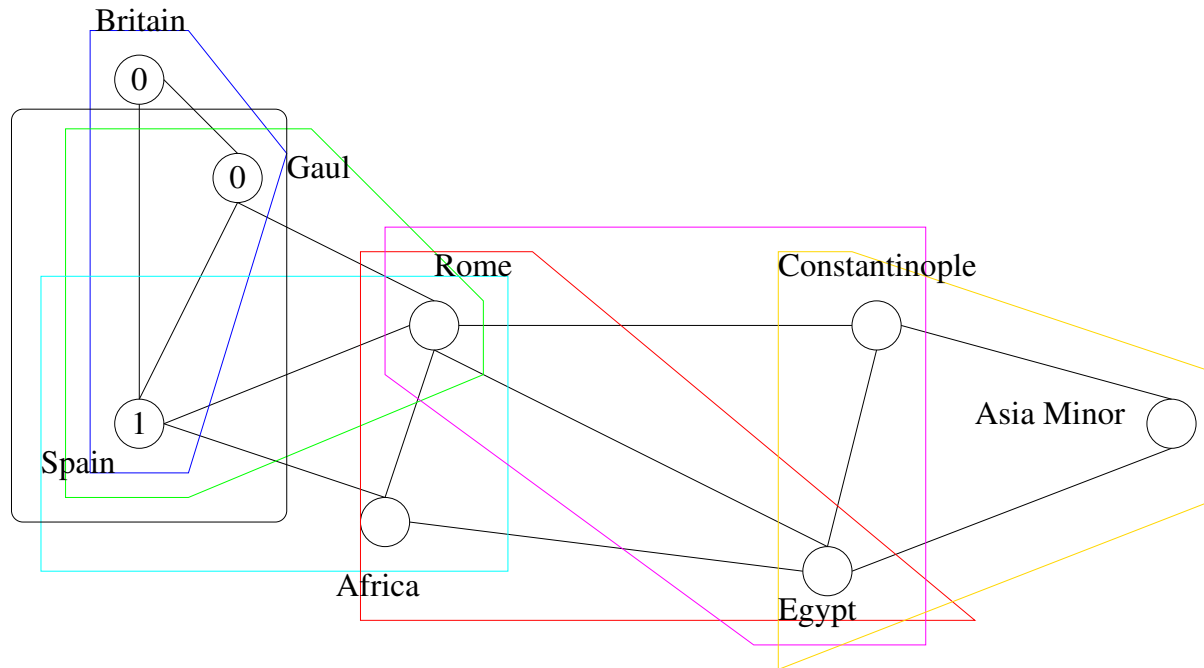 Britain
0
0
Gaul
Rome
Constantinople
1
Asia Minor
Spain
Africa
Egypt